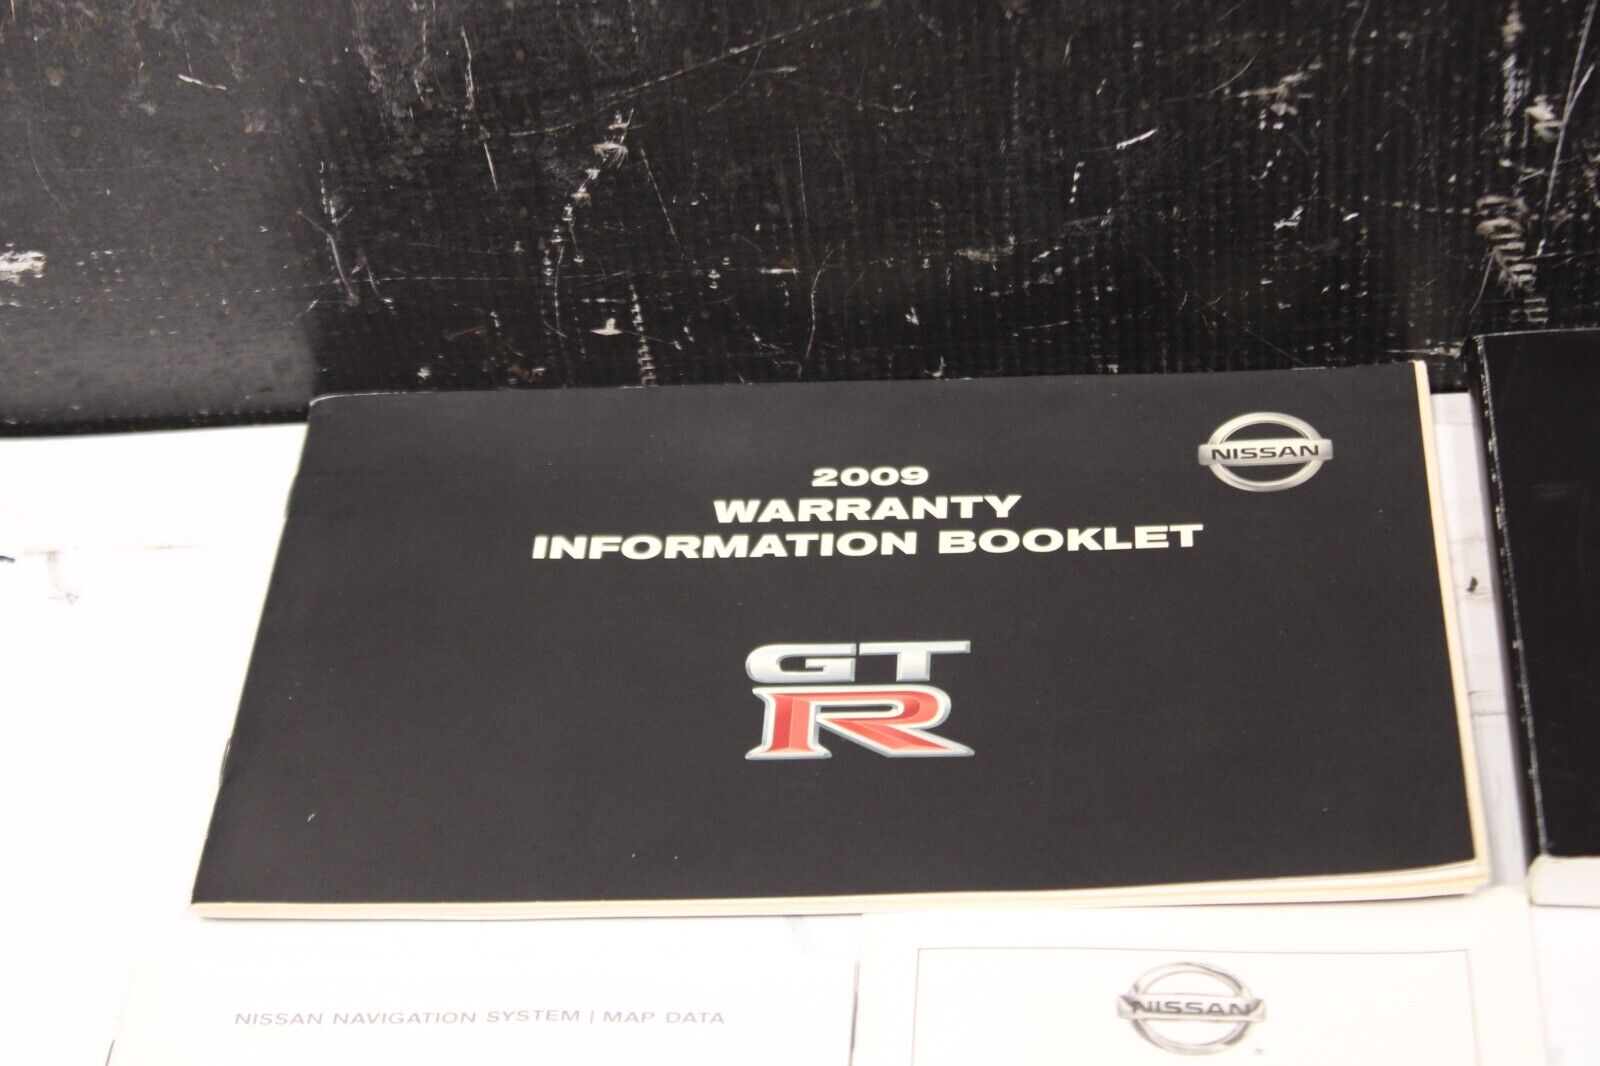 NISSAN
2009
WARRANTY
INFORMATION BOOKLET
GT
R
NISSAN NAVIGATION SYSTEM | MAP DATA
NISSAN